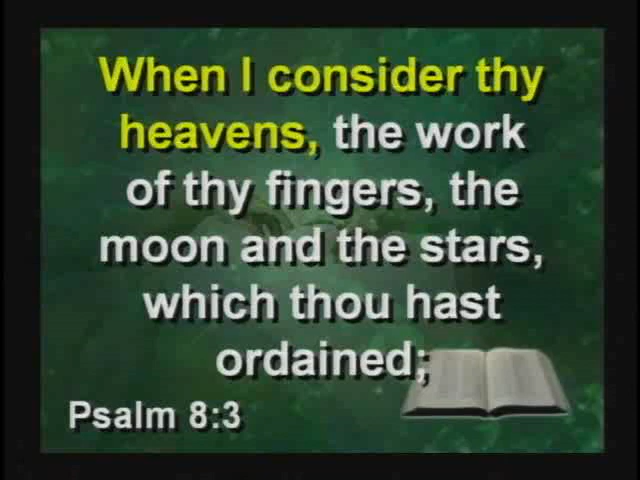 When I consider thy
heavens, the work
of thy fingers, the
moon and the stars,
which thou hast
ordained;
Psalm 8:3